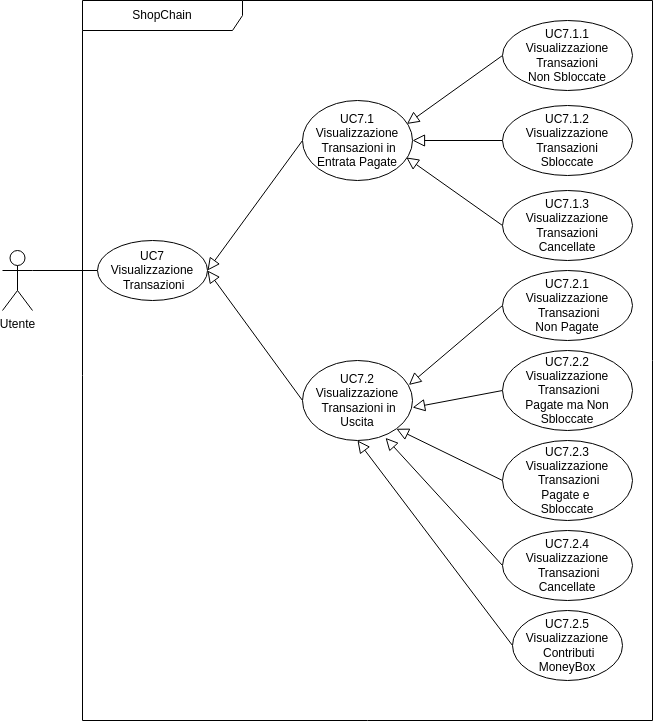 ShopChain
UC7.1.1
Visualizzazione
Transazioni
Non Sbloccate
UC7.1
Visualizzazione
Transazioni in
Entrata Pagate
UC7.1.2
Visualizzazione
Transazioni
Sbloccate
UC7.1.3
Visualizzazione
Transazioni
Cancellate
UC7
Visualizzazione
Transazioni
Utente
UC7.2.1
Visualizzazione
Transazioni
Non Pagate
UC7.2
Visualizzazione
Transazioni in
Uscita
UC7.2.2
Visualizzazione
Transazioni
Pagate ma Non
Sbloccate
UC7.2.3
Visualizzazione
Transazioni
Pagate e
Sbloccate
UC7.2.4
Visualizzazione
Transazioni
Cancellate
UC7.2.5
Visualizzazione
Contributi
MoneyBox